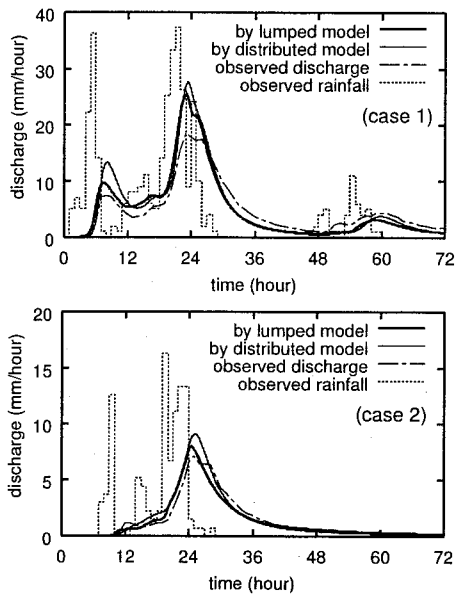 40
30
20
10
0
discharge (mm/hour)
by lumped model
by distributed model
observed discharge
observed rainfall
(case 1)
0 12 24 36 48 60 72
time (hour)
20
15
10
5
0
discharge (mm/hour)
by lumped model
by distributed model
observed discharge
observed rainfall
(case 2)
0 12 24 36 48 60 72
time (hour)